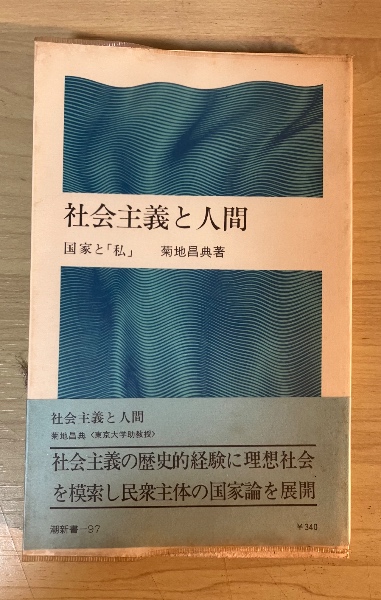 社会主義と人間
国家と「私」 菊地昌典著
社会主義と人間
菊地昌典〈東京大学助教授〉
社会主義の歴史的経験に理想社会
を模索し民衆主体の国家論を展開
潮新書—97 ￥340